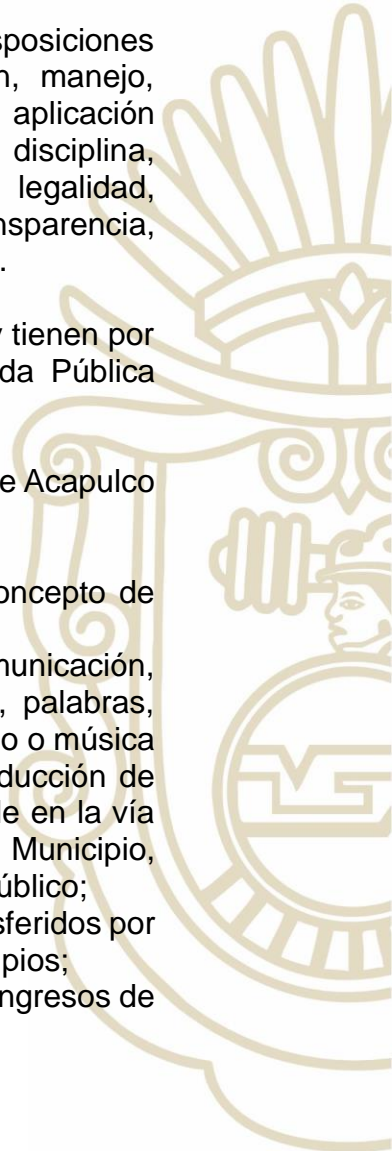 sposiciones
n, manejo,
aplicación
disciplina,
legalidad,
nsparencia,
.
y tienen por
da Pública
e Acapulco
oncepto de
municación,
, palabras,
o o música
ducción de
le en la vía
Municipio,
úblico;
sferidos por
pios;
ngresos de